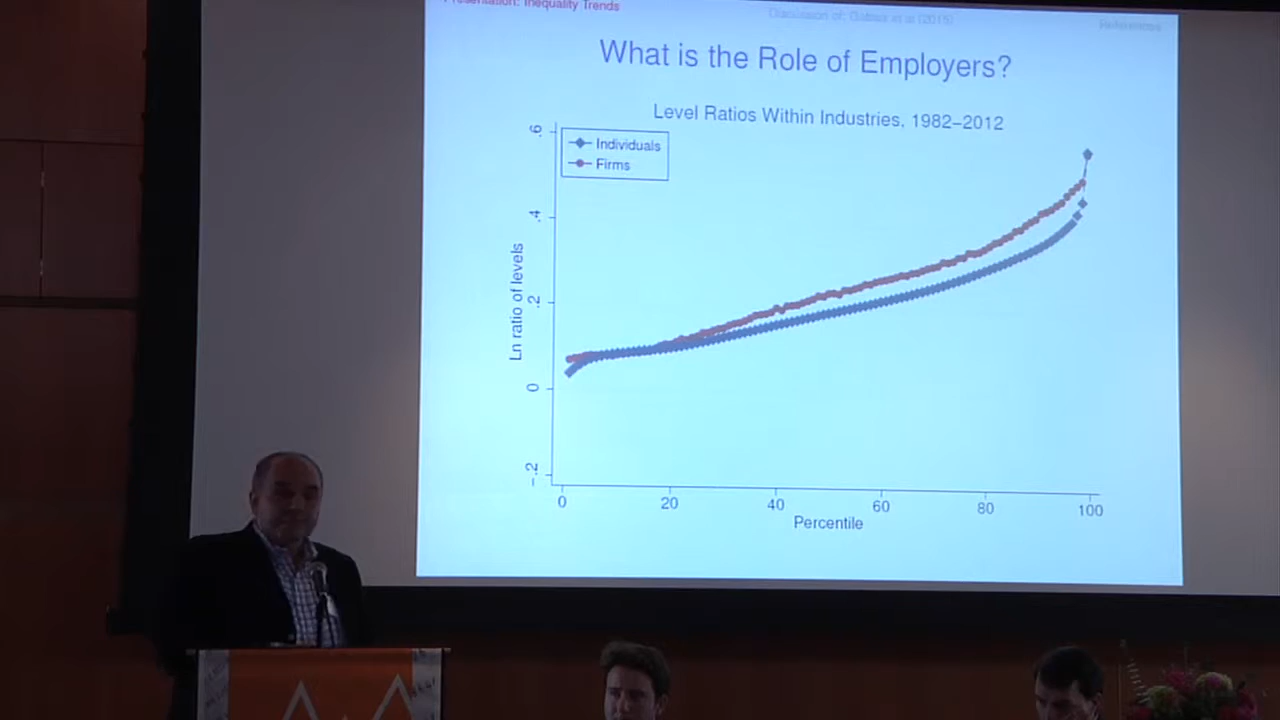 Presentation: Inequality Trends
References
What is the Role of Employers?
Level Ratios Within Industries, 1982–2012
Individuals
Firms
Ln ratio of levels
.6
.4
.2
0
-.2
0 20 40 60 80 100
Percentile